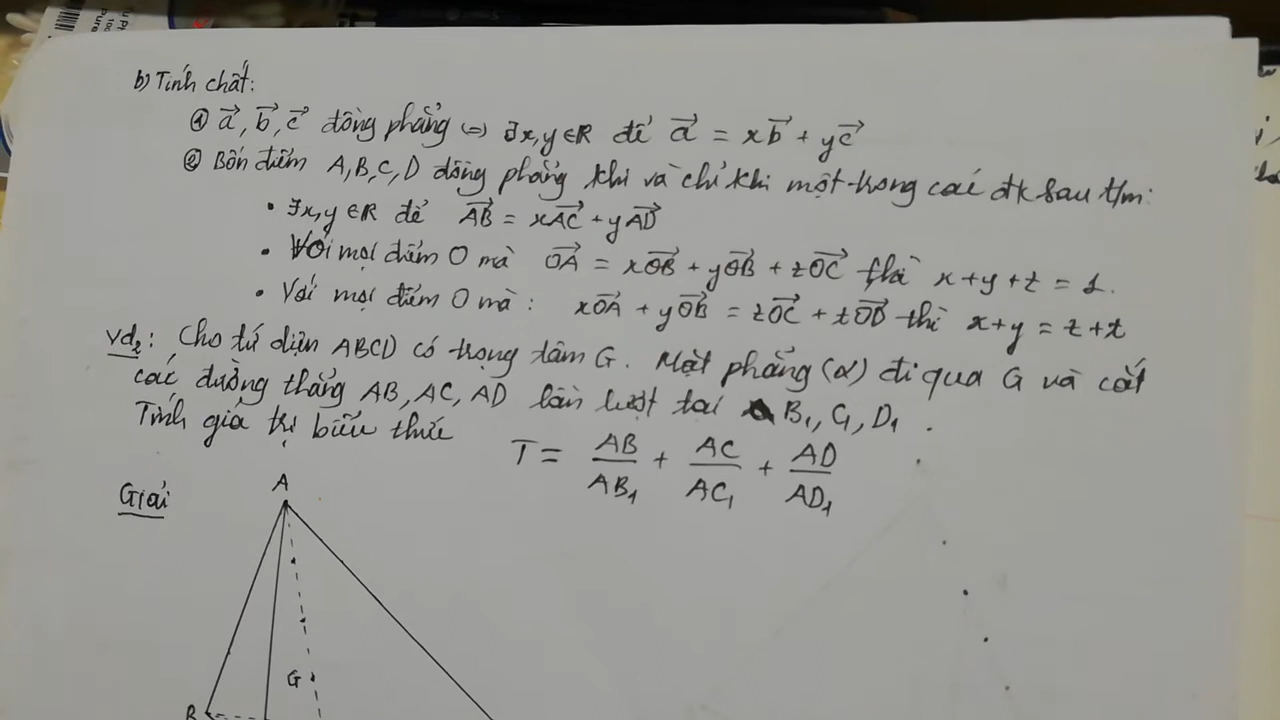 b) Tính chất:
① a⃗, b⃗, c⃗ đồng phẳng ⇔ ∃x,y ∈ R để a⃗ = xb⃗ + yc⃗
② Bốn điểm A,B,C,D đồng phẳng khi và chỉ khi một trong các đk sau t/m:
• ∃x,y ∈ R để AB⃗ = xAC⃗ + yAD⃗
• Với mọi điểm O mà OA⃗ = xOB⃗ + yOB⃗ + zOC⃗ thì x+y+z = 1.
• Với mọi điểm O mà: xOA⃗ + yOB⃗ = zOC⃗ + tOD⃗ thì x+y = z+t
Vd₂: Cho tứ diện ABCD có trọng tâm G. Mặt phẳng (α) đi qua G và cắt
các đường thẳng AB, AC, AD lần lượt tại B₁, C₁, D₁.
Tính giá trị biểu thức T = AB/AB₁ + AC/AC₁ + AD/AD₁
Giải
A
G
B